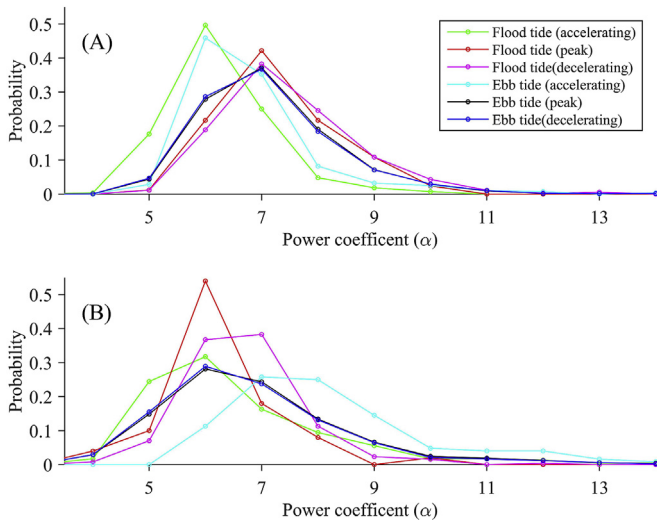 (A)
Probability
0.5
0.4
0.3
0.2
0.1
0
5
7
9
11
13
Power coefficent (α)
Flood tide (accelerating)
Flood tide (peak)
Flood tide(decelerating)
Ebb tide (accelerating)
Ebb tide (peak)
Ebb tide(decelerating)
(B)
Probability
0.5
0.4
0.3
0.2
0.1
0
5
7
9
11
13
Power coefficent (α)